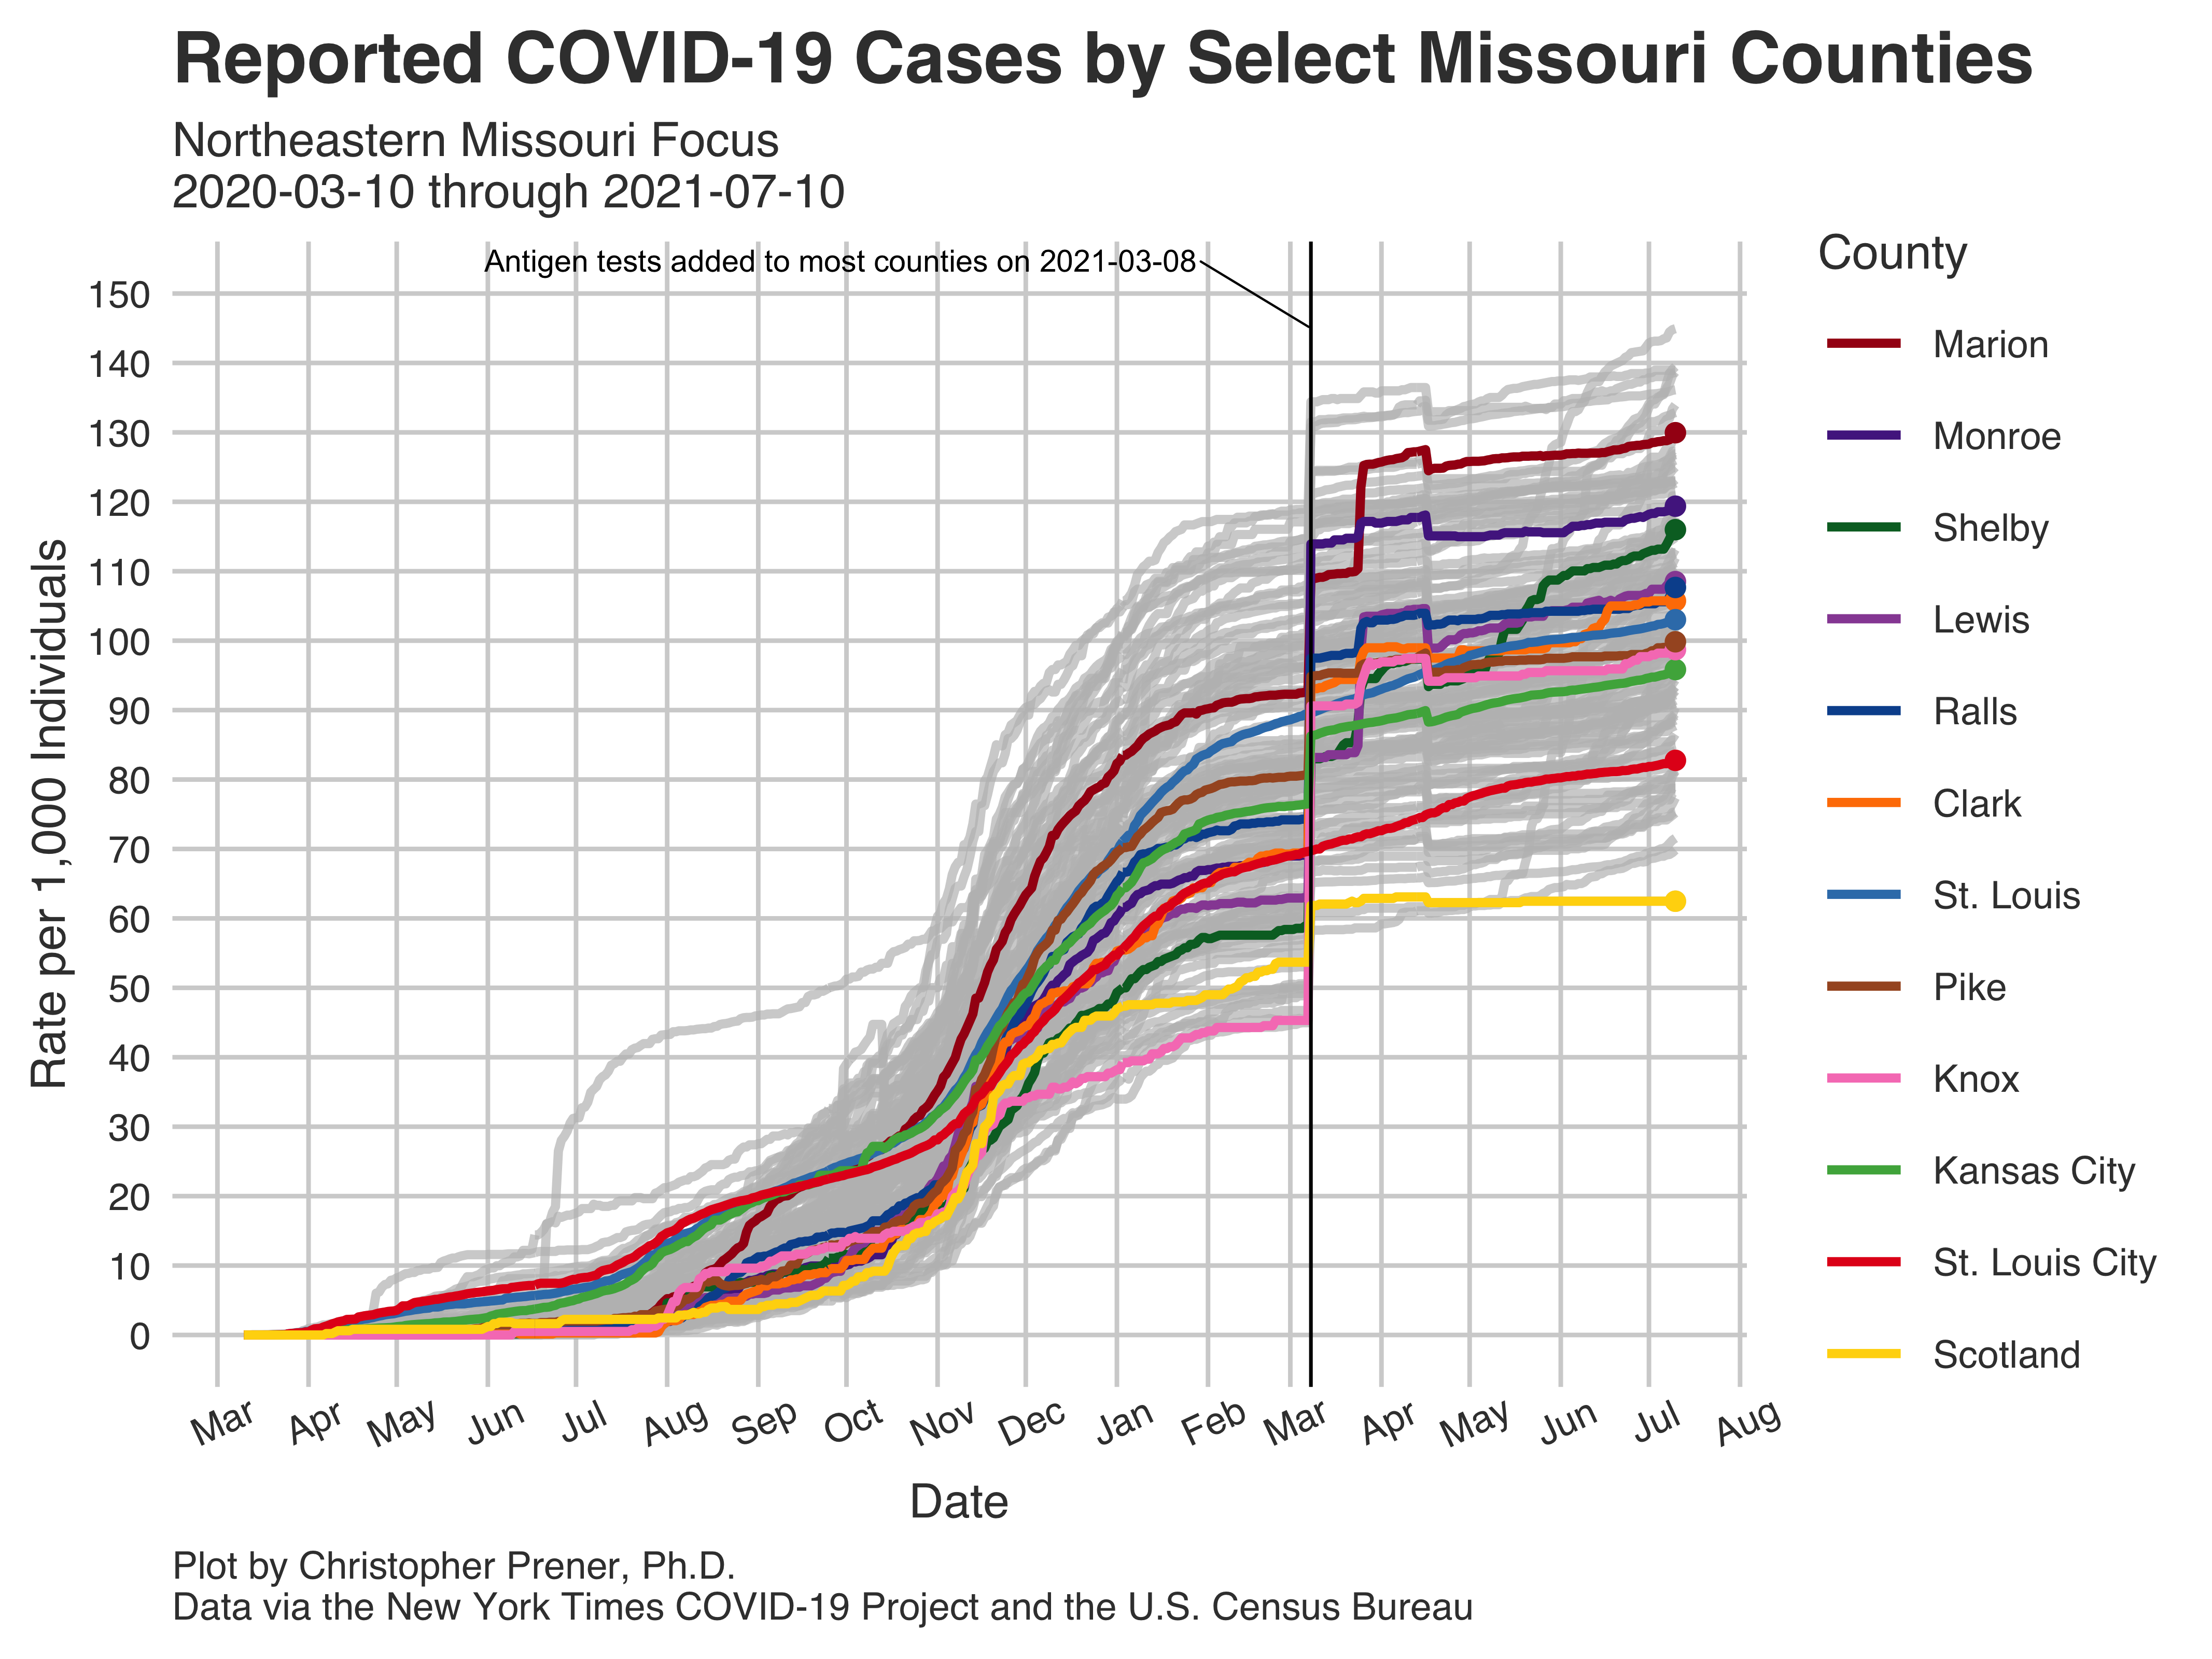 Reported COVID-19 Cases by Select Missouri Counties
Northeastern Missouri Focus
2020-03-10 through 2021-07-10
Antigen tests added to most counties on 2021-03-08
Rate per 1,000 Individuals
150
140
130
120
110
100
90
80
70
60
50
40
30
20
10
0
Mar Apr May Jun Jul Aug Sep Oct Nov Dec Jan Feb Mar Apr May Jun Jul Aug
Date
County
Marion
Monroe
Shelby
Lewis
Ralls
Clark
St. Louis
Pike
Knox
Kansas City
St. Louis City
Scotland
Plot by Christopher Prener, Ph.D.
Data via the New York Times COVID-19 Project and the U.S. Census Bureau